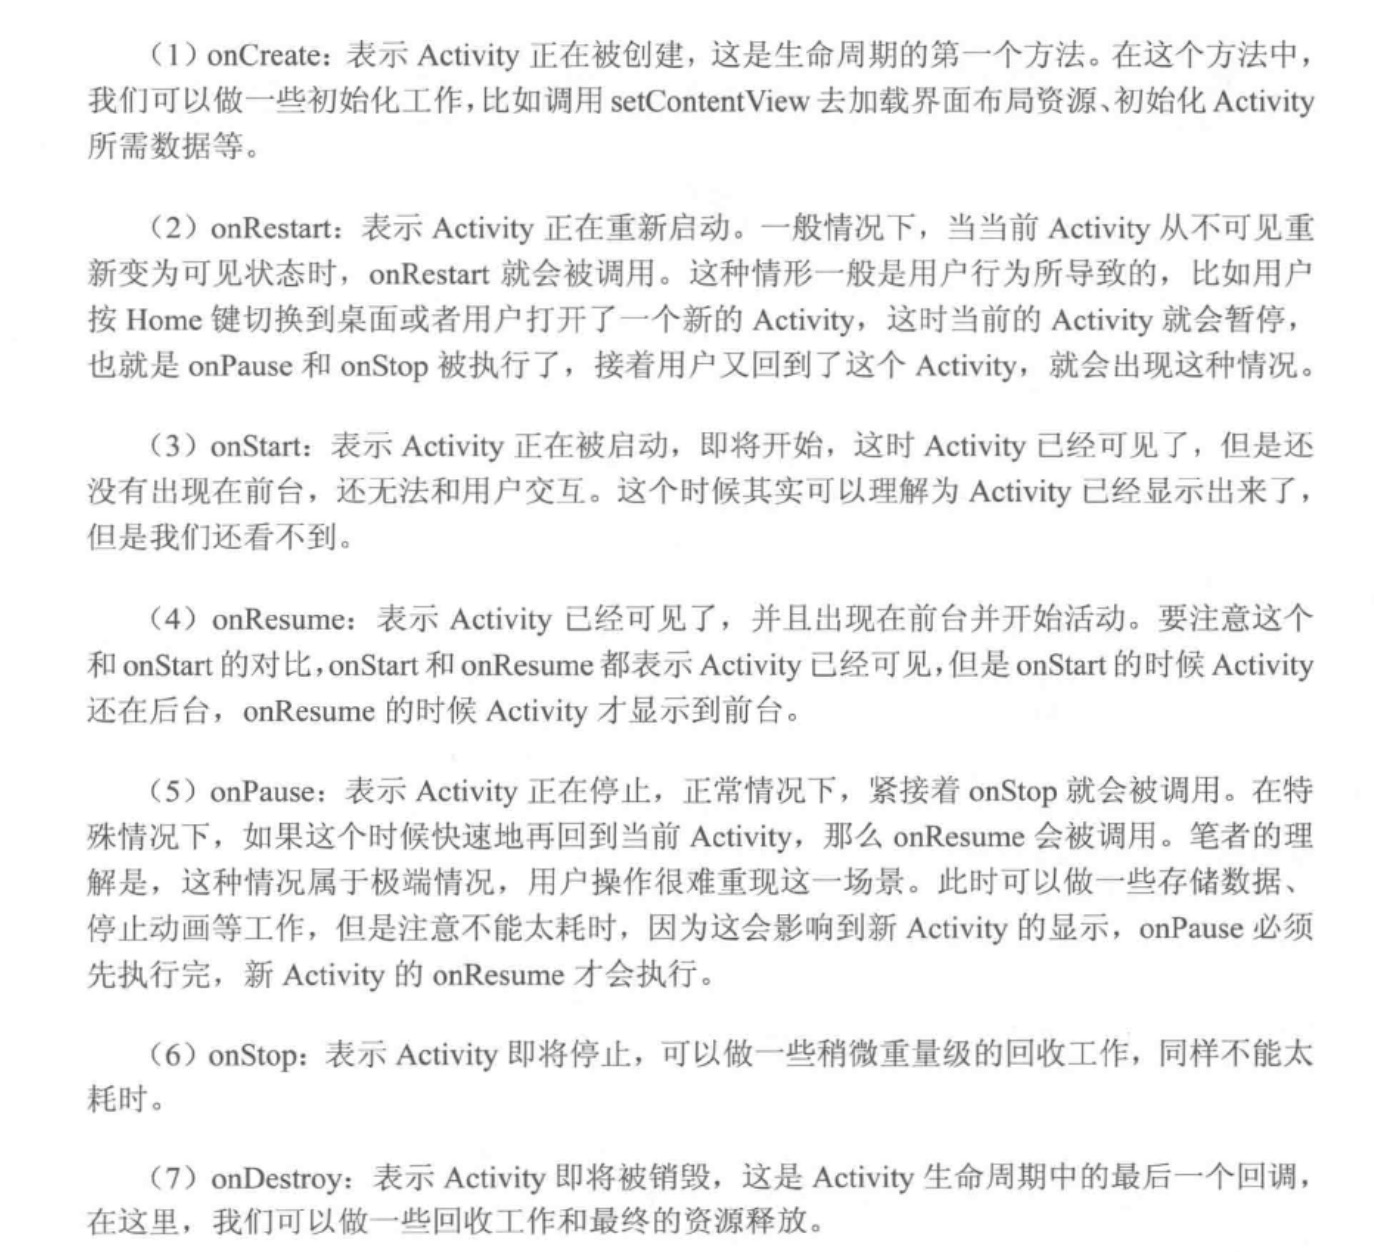 （1）onCreate：表示 Activity 正在被创建，这是生命周期的第一个方法。在这个方法中，
我们可以做一些初始化工作，比如调用 setContentView 去加载界面布局资源、初始化 Activity
所需数据等。
（2）onRestart：表示 Activity 正在重新启动。一般情况下，当当前 Activity 从不可见重
新变为可见状态时，onRestart 就会被调用。这种情形一般是用户行为所导致的，比如用户
按 Home 键切换到桌面或者用户打开了一个新的 Activity，这时当前的 Activity 就会暂停，
也就是 onPause 和 onStop 被执行了，接着用户又回到了这个 Activity，就会出现这种情况。
（3）onStart：表示 Activity 正在被启动，即将开始，这时 Activity 已经可见了，但是还
没有出现在前台，还无法和用户交互。这个时候其实可以理解为 Activity 已经显示出来了，
但是我们还看不到。
（4）onResume：表示 Activity 已经可见了，并且出现在前台并开始活动。要注意这个
和 onStart 的对比，onStart 和 onResume 都表示 Activity 已经可见，但是 onStart 的时候 Activity
还在后台，onResume 的时候 Activity 才显示到前台。
（5）onPause：表示 Activity 正在停止，正常情况下，紧接着 onStop 就会被调用。在特
殊情况下，如果这个时候快速地再回到当前 Activity，那么 onResume 会被调用。笔者的理
解是，这种情况属于极端情况，用户操作很难重现这一场景。此时可以做一些存储数据、
停止动画等工作，但是注意不能太耗时，因为这会影响到新 Activity 的显示，onPause 必须
先执行完，新 Activity 的 onResume 才会执行。
（6）onStop：表示 Activity 即将停止，可以做一些稍微重量级的回收工作，同样不能太
耗时。
（7）onDestroy：表示 Activity 即将被销毁，这是 Activity 生命周期中的最后一个回调，
在这里，我们可以做一些回收工作和最终的资源释放。